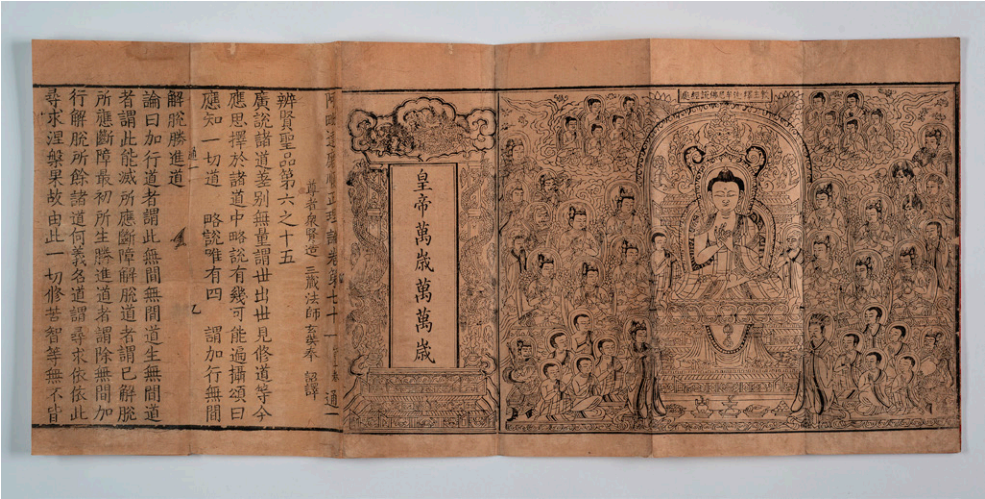 皇帝萬歳萬萬歳
阿毗達磨順正理論卷第七十一 通一
尊者衆賢造 三藏法師玄奘奉 詔譯
辨賢聖品第六之十五
廣說諸道差别無量謂世出世見修道等今
應思擇於諸道中略說有幾可能遍攝頌曰
應知一切道 略說唯有四 謂加行無間
通一
解脫勝進道
論曰加行道者謂此無間無間道生無間道
者謂此能滅所應斷障解脫道者謂已解脫
所應斷障最初所生勝進道者謂除無間加
行解脫所餘諸道何義名道謂尋求依依此
尋求涅槃果故由此一切修苦智等無不皆